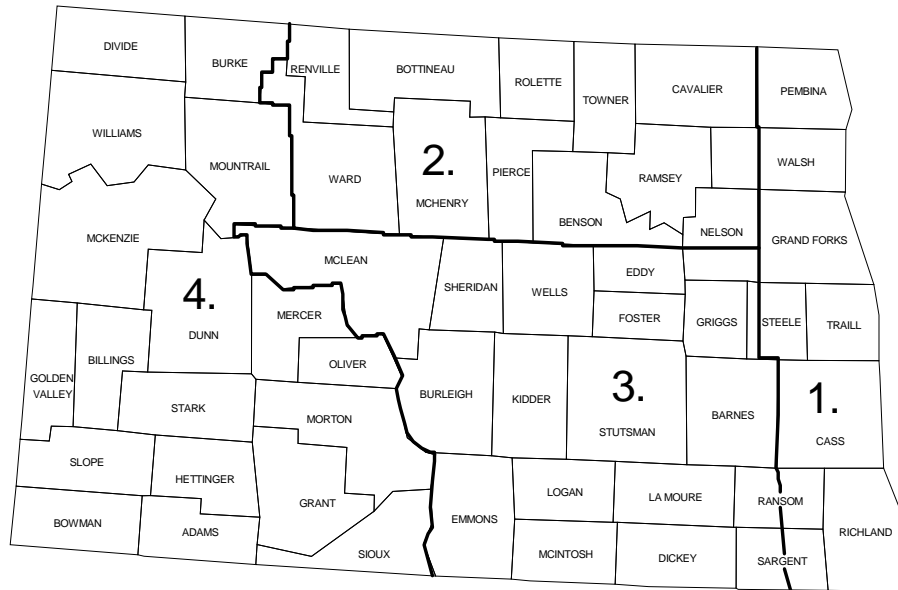 DIVIDE
BURKE
RENVILLE
BOTTINEAU
ROLETTE
TOWNER
CAVALIER
PEMBINA
WILLIAMS
MOUNTRAIL
WARD
2.
MCHENRY
PIERCE
BENSON
RAMSEY
NELSON
WALSH
GRAND FORKS
MCKENZIE
4.
DUNN
MCLEAN
MERCER
OLIVER
SHERIDAN
WELLS
EDDY
FOSTER
GRIGGS
STEELE
TRAILL
GOLDEN
VALLEY
BILLINGS
STARK
MORTON
BURLEIGH
KIDDER
3.
STUTSMAN
BARNES
1.
CASS
SLOPE
HETTINGER
GRANT
BOWMAN
ADAMS
SIOUX
EMMONS
LOGAN
LA MOURE
RANSOM
RICHLAND
MCINTOSH
DICKEY
SARGENT